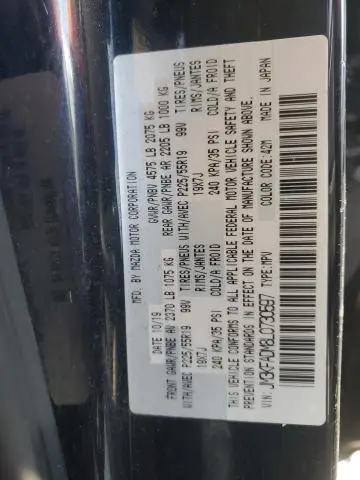 MFD. BY MAZDA MOTOR CORPORATION
DATE: 10/19 GVWR/PNBV 4575 LB 2075 KG
FRONT GAWR/PNBE AV 2370 LB 1075 KG REAR GAWR/PNBE AR 2205 LB 1000 KG
WITH/AVEC P225/55R19 99V TIRES/PNEUS WITH/AVEC P225/55R19 99V TIRES/PNEUS
19X7J RIMS/JANTES 19X7J RIMS/JANTES
240 KPA/35 PSI COLD/A FROID 240 KPA/35 PSI COLD/A FROID
THIS VEHICLE CONFORMS TO ALL APPLICABLE FEDERAL MOTOR VEHICLE SAFETY AND THEFT
PREVENTION STANDARDS IN EFFECT ON THE DATE OF MANUFACTURE SHOWN ABOVE.
MADE IN JAPAN
VIN: JM3KFADM8L0730597 TYPE:MPV COLOR CODE:42M